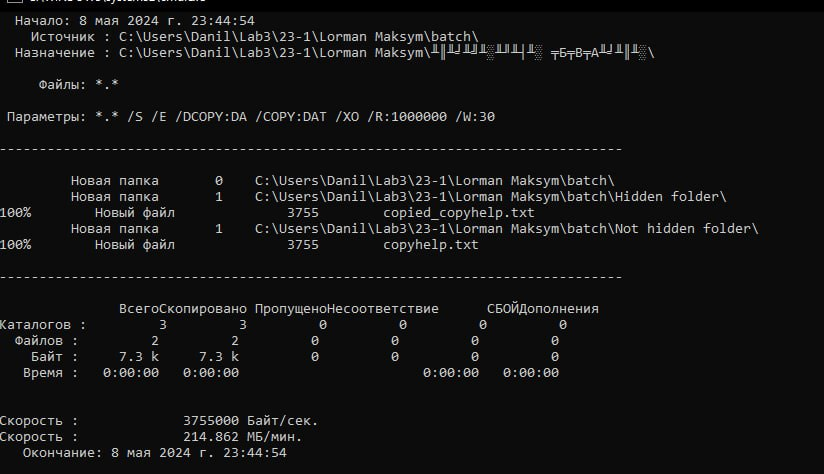 Начало: 8 мая 2024 г. 23:44:54
Источник : C:\Users\Danil\Lab3\23-1\Lorman Maksym\batch\
Назначение : C:\Users\Danil\Lab3\23-1\Lorman Maksym\
Файлы: *.*
Параметры: *.* /S /E /DCOPY:DA /COPY:DAT /XO /R:1000000 /W:30
------------------------------------------------------------------------------
Новая папка 0 C:\Users\Danil\Lab3\23-1\Lorman Maksym\batch\
Новая папка 1 C:\Users\Danil\Lab3\23-1\Lorman Maksym\batch\Hidden folder\
100% Новый файл 3755 copied_copyhelp.txt
Новая папка 1 C:\Users\Danil\Lab3\23-1\Lorman Maksym\batch\Not hidden folder\
100% Новый файл 3755 copyhelp.txt
------------------------------------------------------------------------------
ВсегоСкопировано ПропущеноНесоответствие СБОЙДополнения
Каталогов : 3 3 0 0 0 0
Файлов : 2 2 0 0 0 0
Байт : 7.3 k 7.3 k 0 0 0 0
Время : 0:00:00 0:00:00 0:00:00 0:00:00
Скорость : 3755000 Байт/сек.
Скорость : 214.862 МБ/мин.
Окончание: 8 мая 2024 г. 23:44:54